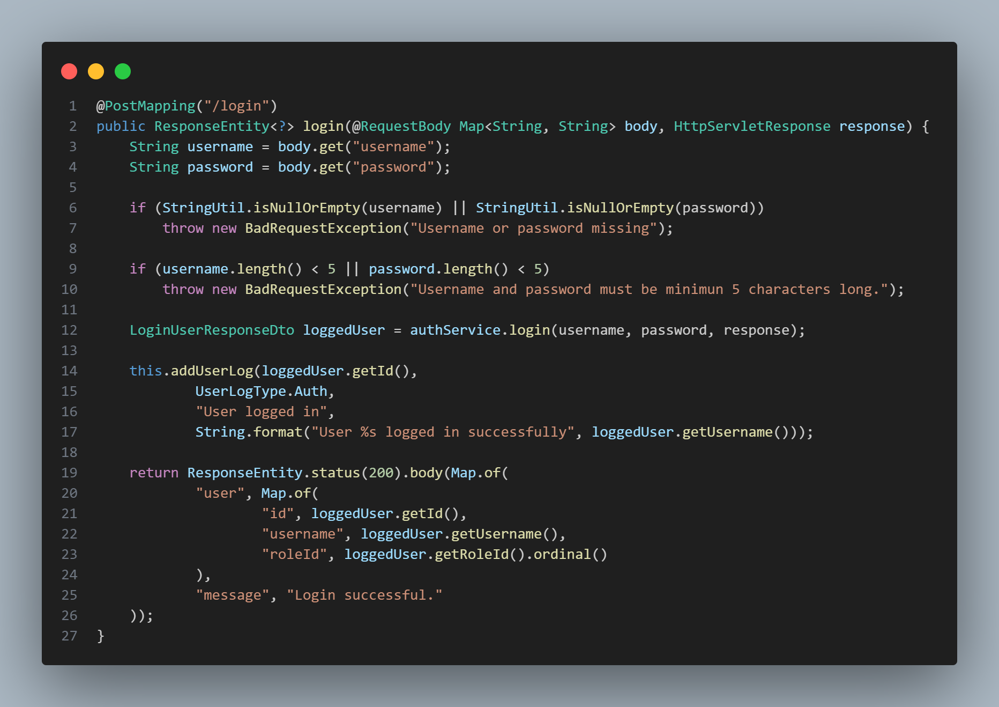 1 @PostMapping("/login")
2 public ResponseEntity<?> login(@RequestBody Map<String, String> body, HttpServletResponse response) {
3     String username = body.get("username");
4     String password = body.get("password");
5
6     if (StringUtil.isNullOrEmpty(username) || StringUtil.isNullOrEmpty(password))
7         throw new BadRequestException("Username or password missing");
8
9     if (username.length() < 5 || password.length() < 5)
10         throw new BadRequestException("Username and password must be minimun 5 characters long.");
11
12     LoginUserResponseDto loggedUser = authService.login(username, password, response);
13
14     this.addUserLog(loggedUser.getId(),
15             UserLogType.Auth,
16             "User logged in",
17             String.format("User %s logged in successfully", loggedUser.getUsername()));
18
19     return ResponseEntity.status(200).body(Map.of(
20             "user", Map.of(
21                     "id", loggedUser.getId(),
22                     "username", loggedUser.getUsername(),
23                     "roleId", loggedUser.getRoleId().ordinal()
24             ),
25             "message", "Login successful."
26     ));
27 }